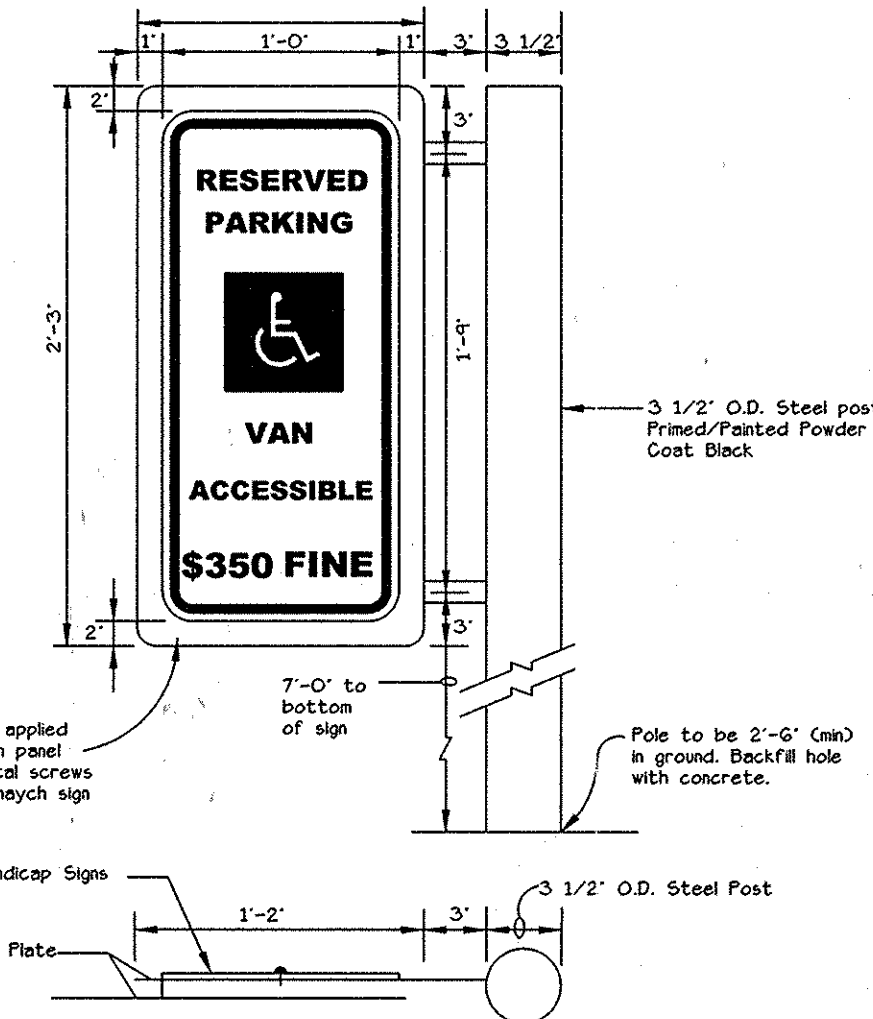 1" 1'-0" 1" 3" 3 1/2"
2"
3"
RESERVED
PARKING
2'-3"
1'-9"
3 1/2" O.D. Steel post
Primed/Painted Powder
Coat Black
VAN
ACCESSIBLE
$350 FINE
2"
3"
7'-0" to
bottom
of sign
applied
panel
screws
maych sign
Pole to be 2'-6" (min)
in ground. Backfill hole
with concrete.
Signs
1'-2" 3"
3 1/2" O.D. Steel Post
Plate